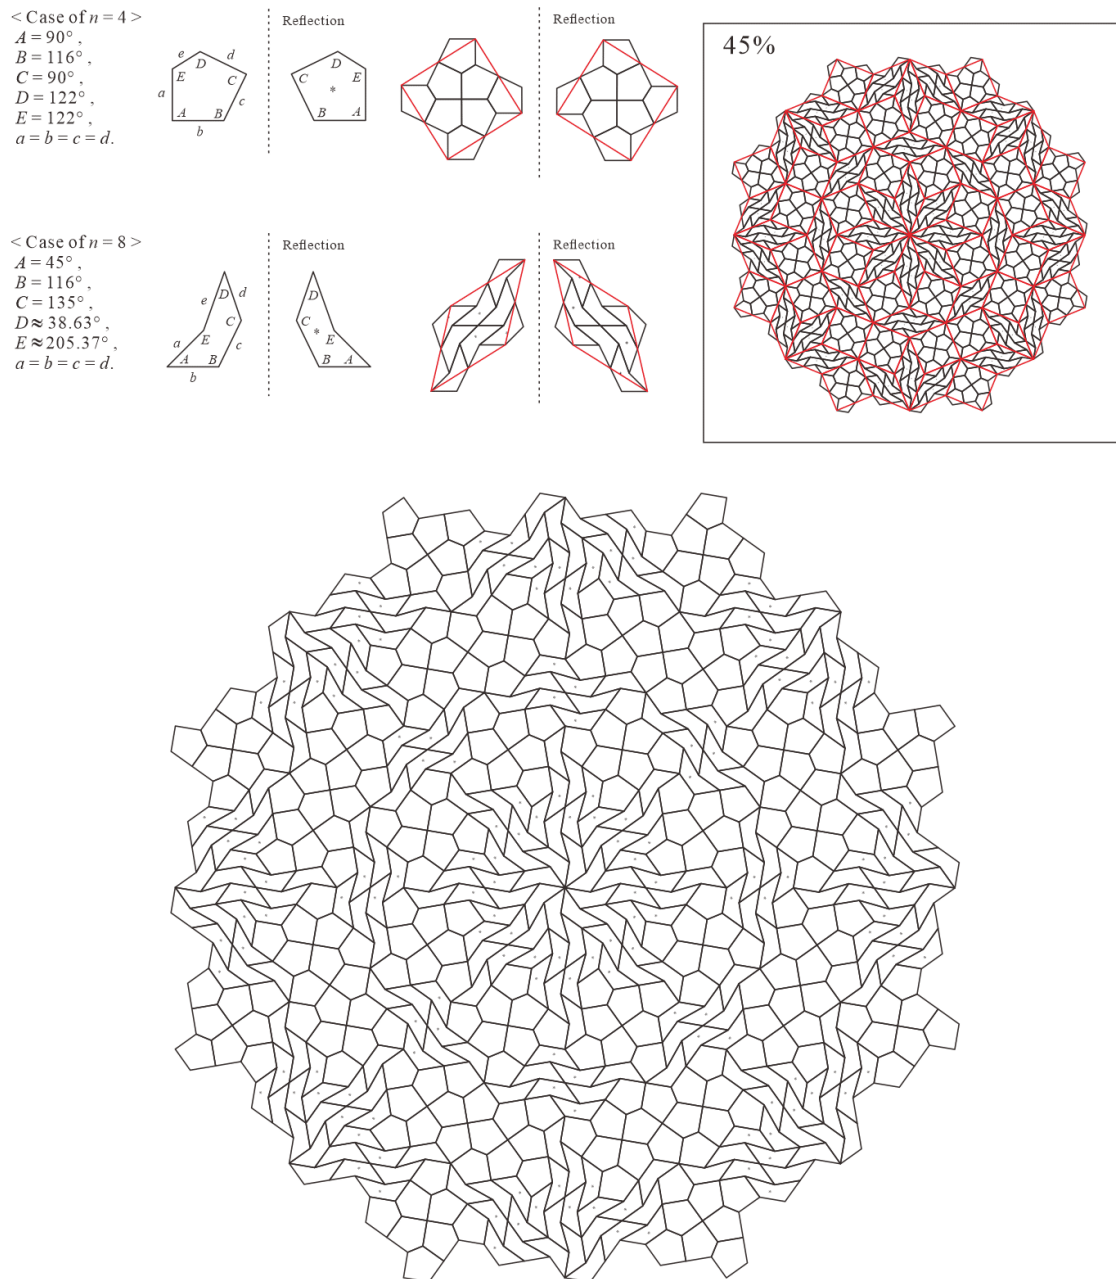 < Case of n = 4 >
A = 90° ,
B = 116° ,
C = 90° ,
D = 122° ,
E = 122° ,
a = b = c = d.
e
D
d
E
C
a
c
A
B
b
Reflection
C
D
E
*
B
A
Reflection
45%
< Case of n = 8 >
A = 45° ,
B = 116° ,
C = 135° ,
D ≈ 38.63° ,
E ≈ 205.37° ,
a = b = c = d.
e
D
d
C
a
E
c
A
B
b
Reflection
D
C
*
E
B
A
Reflection